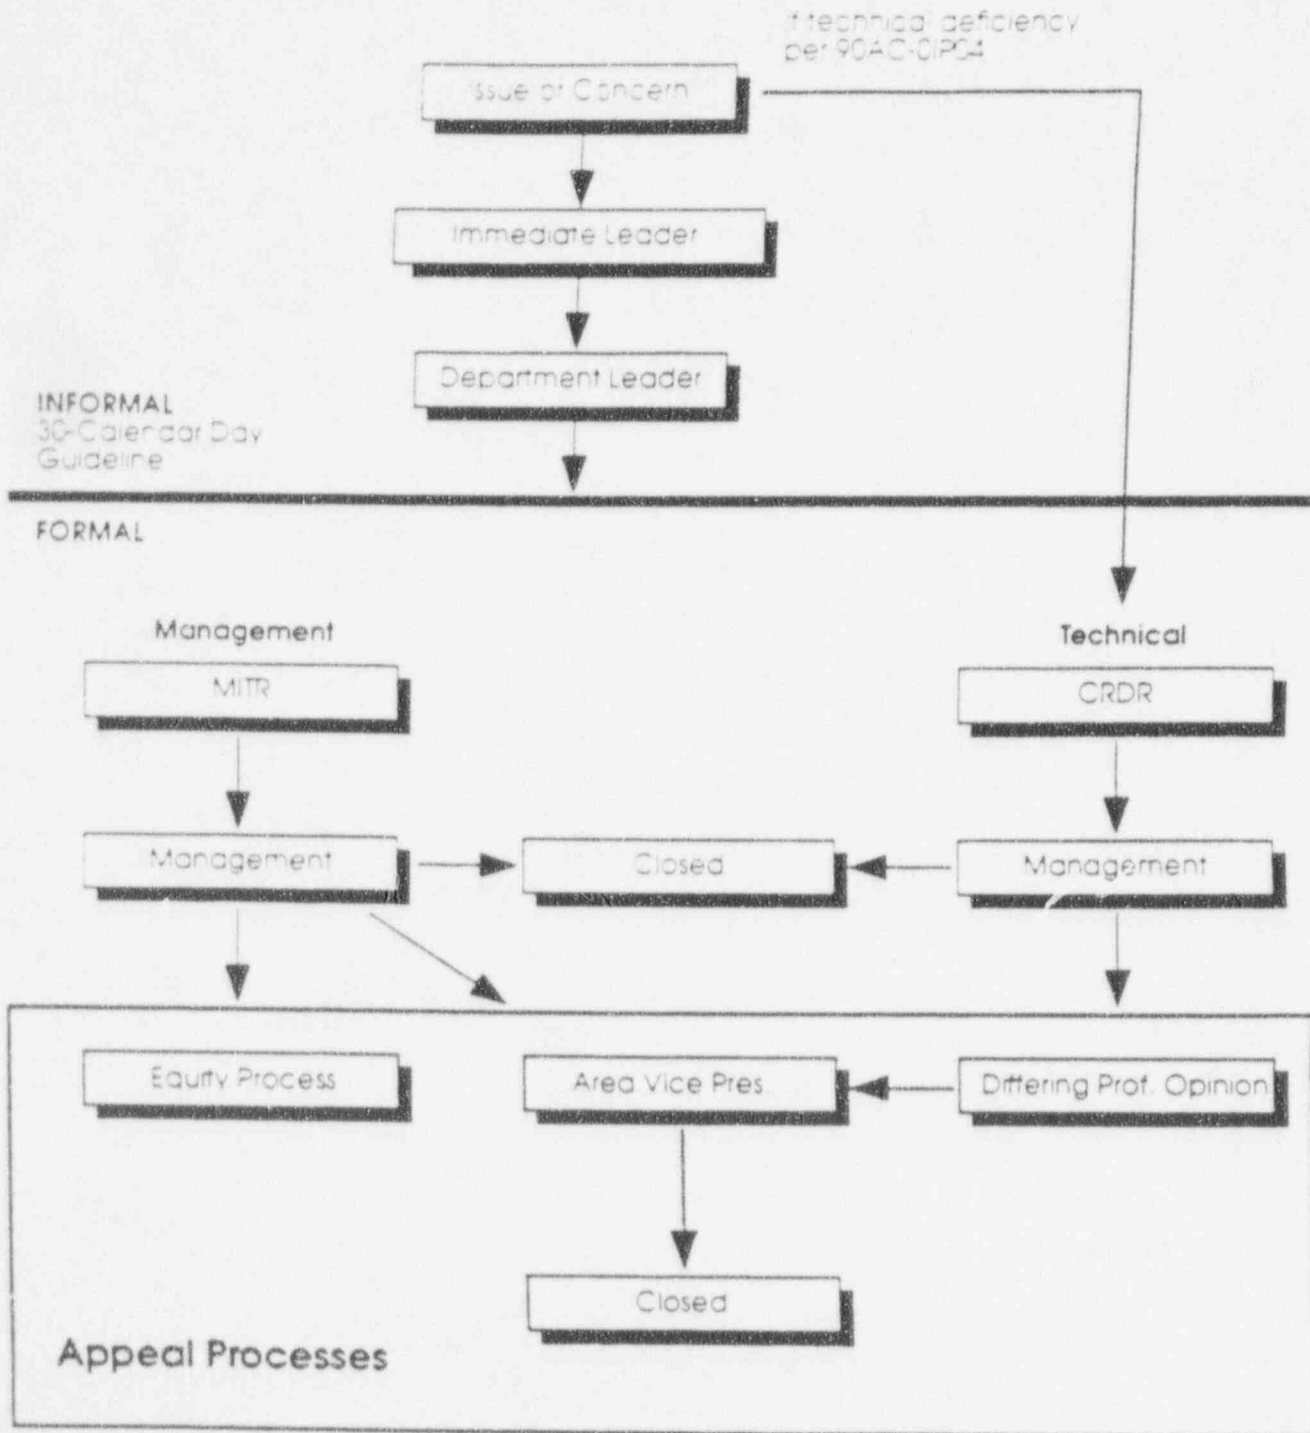 If technical deficiency
per 90AC-0IP04
Issue or Concern
Immediate Leader
Department Leader
INFORMAL
30-Calendar Day
Guideline
FORMAL
Management
Technical
MITR
CRDR
Management
Closed
Management
Equity Process
Area Vice Pres
Differing Prof. Opinion
Closed
Appeal Processes